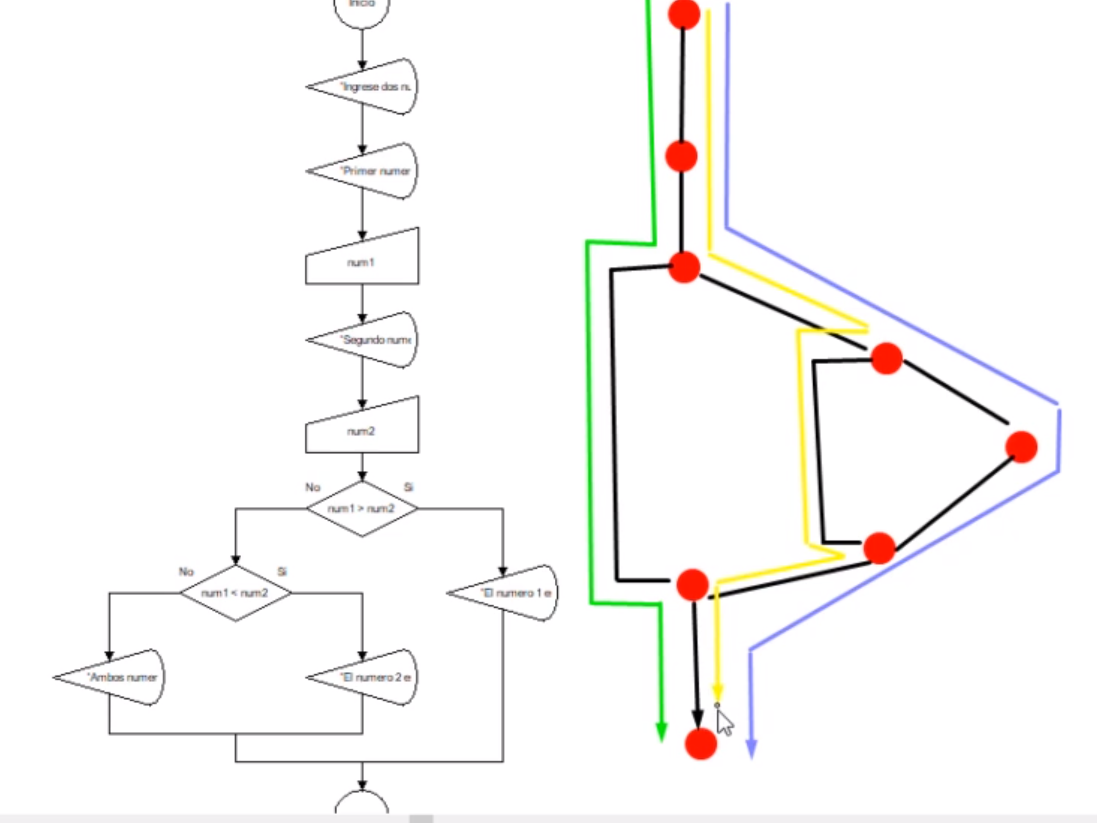 Inicio
"Ingrese dos nu
"Primer numer
num1
"Segundo nume
num2
No
Si
num1 > num2
No
Si
num1 < num2
"El numero 1 e
"Ambos numer
"El numero 2 e